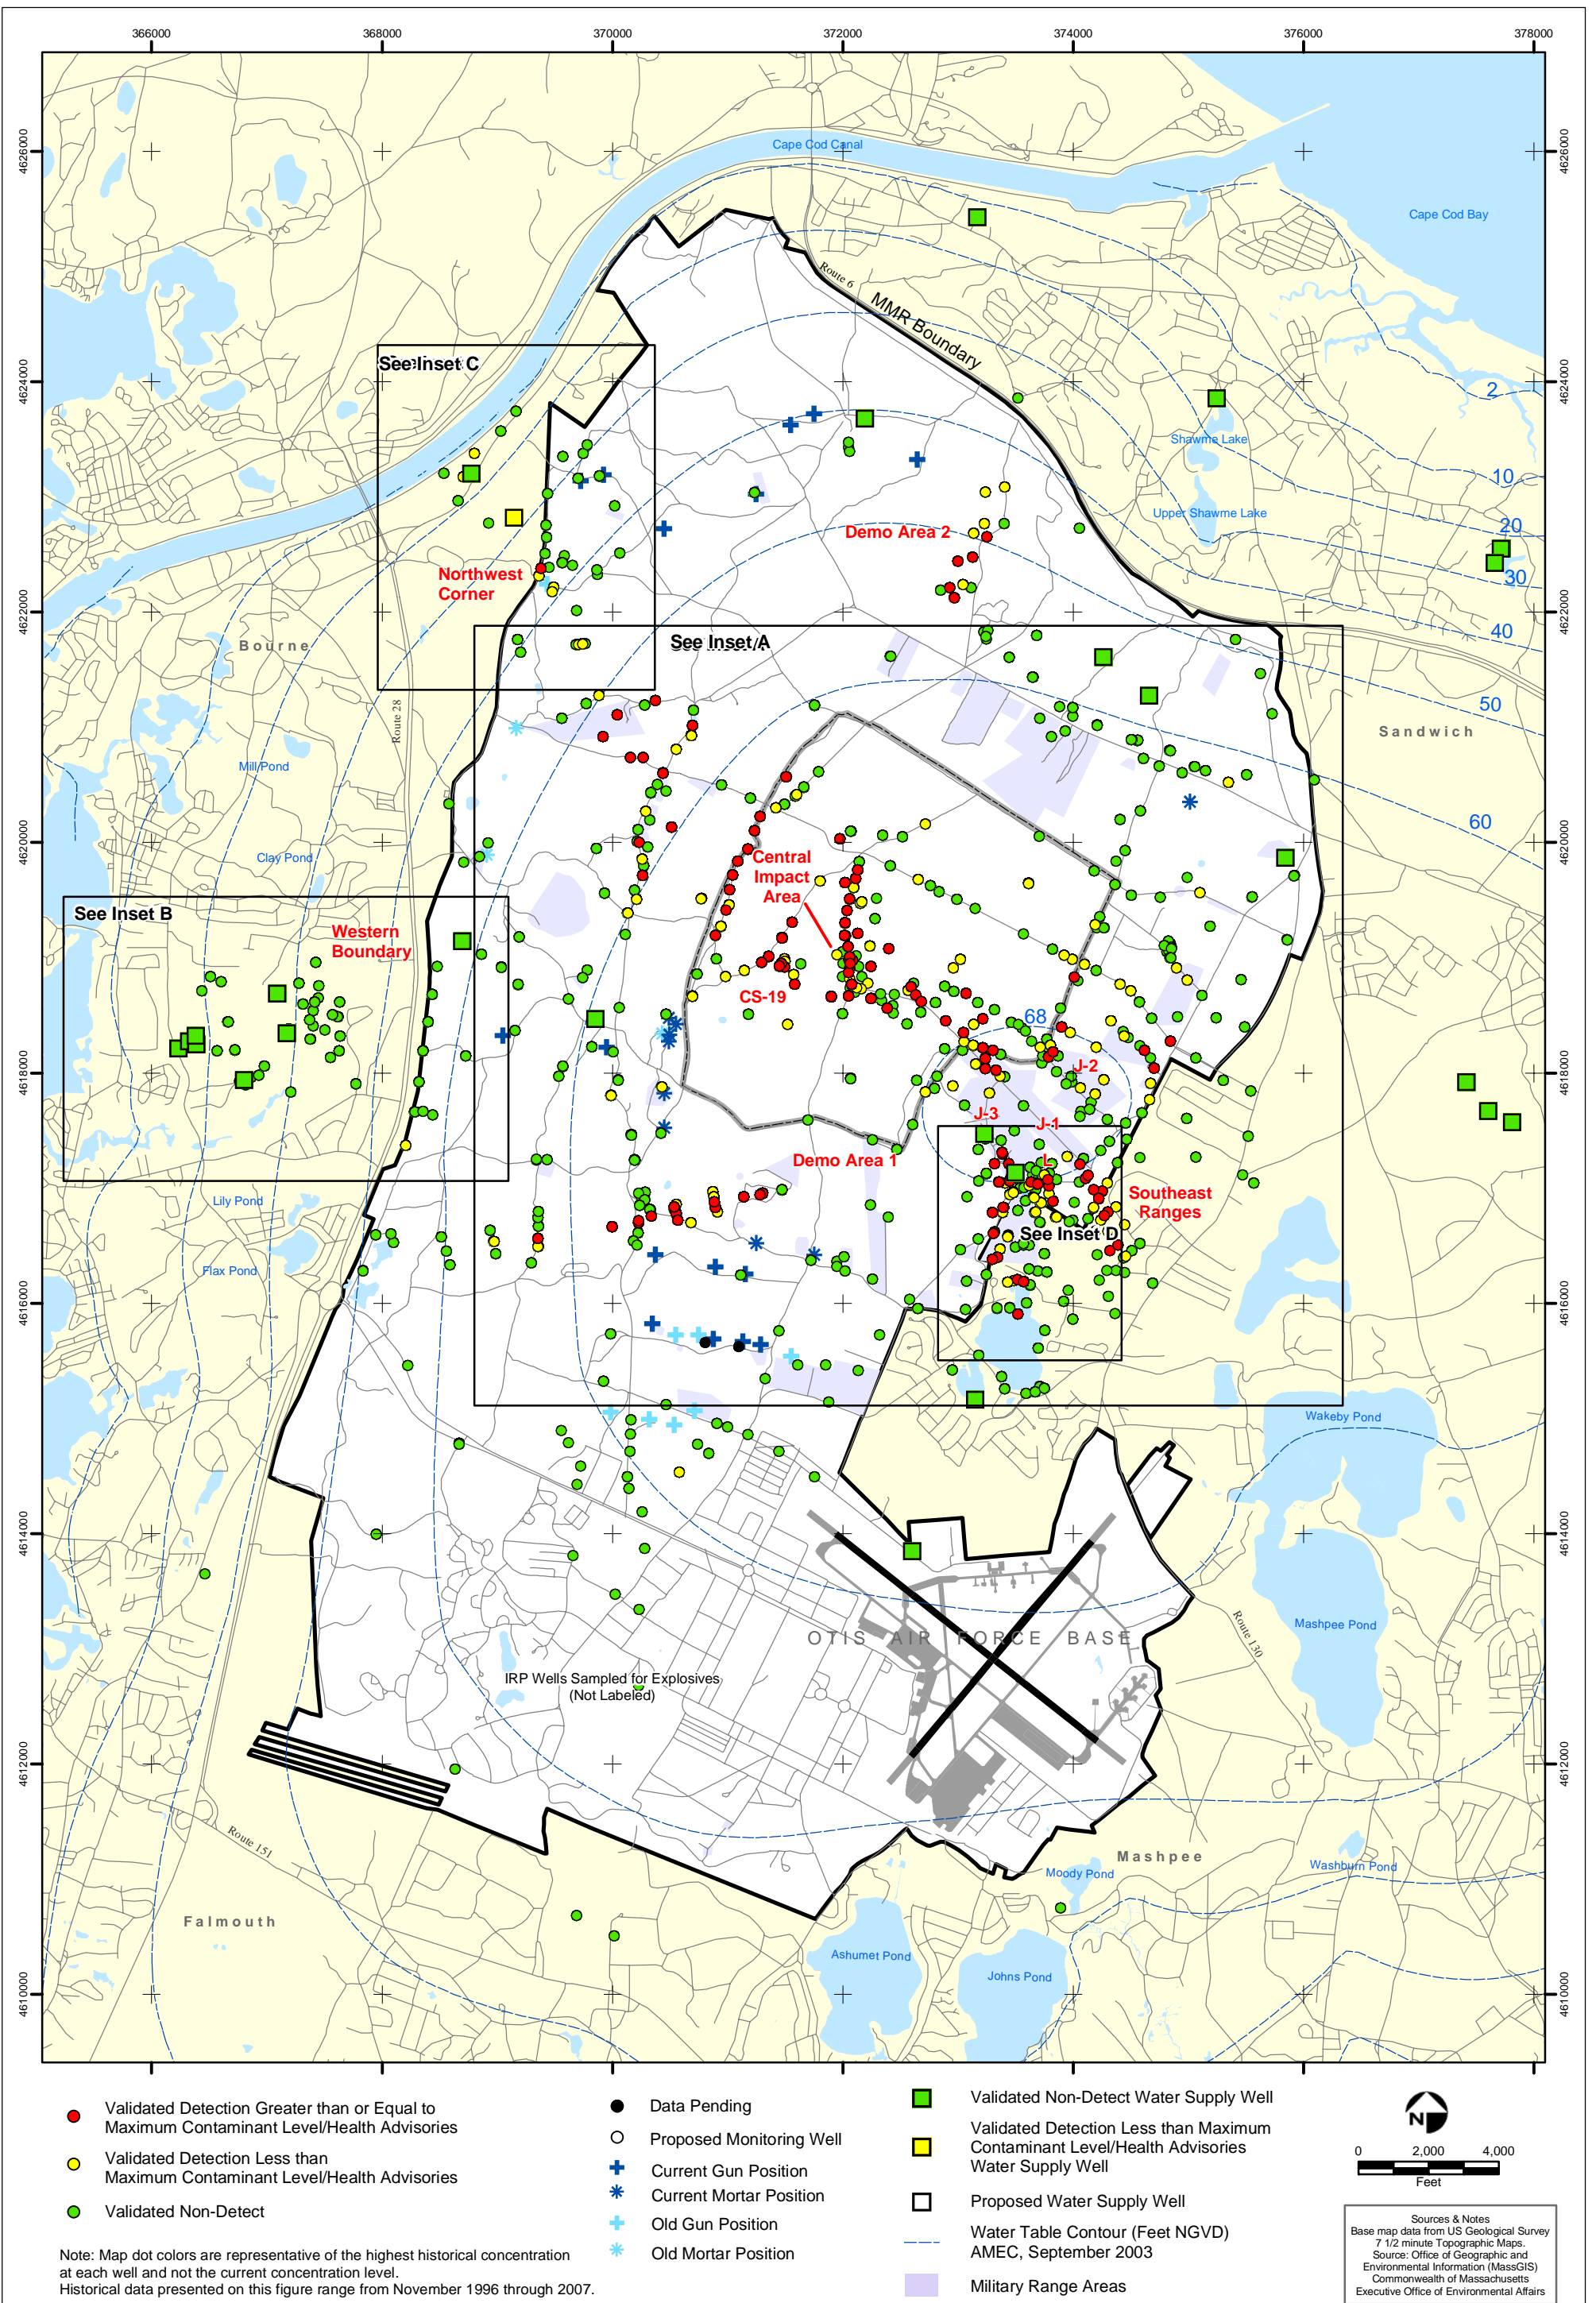 366000
368000
370000
372000
374000
376000
378000
4626000
4626000
Cape Cod Canal
Cape Cod Bay
Route 6
MMR Boundary
See Inset C
4624000
4624000
2
Shawme Lake
10
Upper Shawme Lake
20
Demo Area 2
30
Northwest
Corner
4622000
4622000
40
Bourne
See Inset A
50
Route 28
Sandwich
Mill Pond
60
4620000
4620000
Clay Pond
Central
Impact
Area
See Inset B
Western
Boundary
CS-19
68
4618000
4618000
J-2
J-3
J-1
Demo Area 1
L
Southeast
Ranges
Lily Pond
See Inset D
Flax Pond
4616000
4616000
Wakeby Pond
4614000
4614000
Route 130
Mashpee Pond
OTIS AIR FORCE BASE
IRP Wells Sampled for Explosives
(Not Labeled)
4612000
4612000
Route 151
Mashpee
Moody Pond
Washburn Pond
Falmouth
Ashumet Pond
Johns Pond
4610000
4610000
Validated Detection Greater than or Equal to
Maximum Contaminant Level/Health Advisories
Validated Detection Less than
Maximum Contaminant Level/Health Advisories
Validated Non-Detect
Note: Map dot colors are representative of the highest historical concentration
at each well and not the current concentration level.
Historical data presented on this figure range from November 1996 through 2007.
Data Pending
Proposed Monitoring Well
Current Gun Position
Current Mortar Position
Old Gun Position
Old Mortar Position
Validated Non-Detect Water Supply Well
Validated Detection Less than Maximum
Contaminant Level/Health Advisories
Water Supply Well
Proposed Water Supply Well
Water Table Contour (Feet NGVD)
AMEC, September 2003
Military Range Areas
N
0 2,000 4,000
Feet
Sources & Notes
Base map data from US Geological Survey
7 1/2 minute Topographic Maps.
Source: Office of Geographic and
Environmental Information (MassGIS)
Commonwealth of Massachusetts
Executive Office of Environmental Affairs